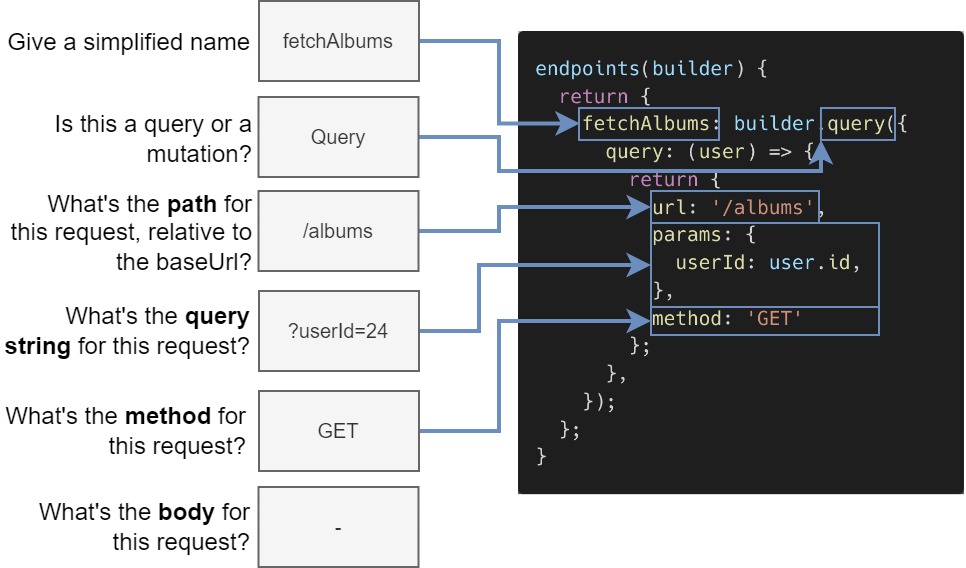 Give a simplified name
fetchAlbums
Is this a query or a
mutation?
Query
What's the path for
this request, relative to
the baseUrl?
/albums
What's the query
string for this request?
?userId=24
What's the method for
this request?
GET
What's the body for
this request?
-
endpoints(builder) {
return {
fetchAlbums: builder.query({
query: (user) => {
return {
url: '/albums',
params: {
userId: user.id,
},
method: 'GET'
};
},
});
};
}